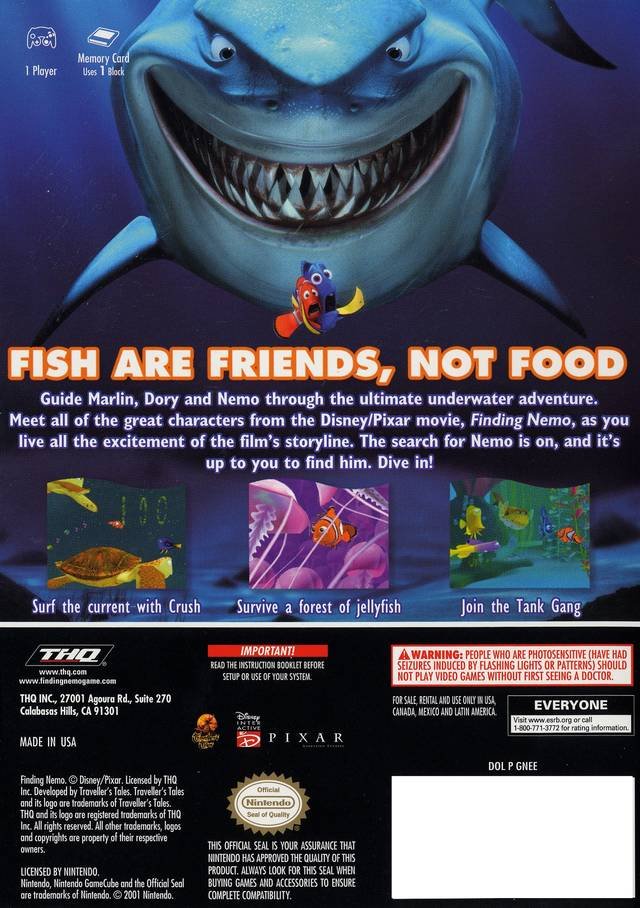 1 Player
Memory Card
Uses 1 Block
FISH ARE FRIENDS, NOT FOOD
Guide Marlin, Dory and Nemo through the ultimate underwater adventure.
Meet all of the great characters from the Disney/Pixar movie, Finding Nemo, as you
live all the excitement of the film's storyline. The search for Nemo is on, and it's
up to you to find him. Dive in!
100
Surf the current with Crush
Survive a forest of jellyfish
Join the Tank Gang
THQ
www.thq.com
www.findingnemogame.com
THQ INC., 27001 Agoura Rd., Suite 270
Calabasas Hills, CA 91301
MADE IN USA
Finding Nemo. © Disney/Pixar. Licensed by THQ
Inc. Developed by Traveller's Tales. Traveller's Tales
and its logo are trademarks of Traveller's Tales.
THQ and its logo are registered trademarks of THQ
Inc. All rights reserved. All other trademarks, logos
and copyrights are property of their respective
owners.
LICENSED BY NINTENDO.
Nintendo, Nintendo GameCube and the Official Seal
are trademarks of Nintendo. © 2001 Nintendo.
IMPORTANT!
READ THE INSTRUCTION BOOKLET BEFORE
SETUP OR USE OF YOUR SYSTEM.
Disney
INTER
ACTIVE
PIXAR
Official
Nintendo
Seal of Quality
THIS OFFICIAL SEAL IS YOUR ASSURANCE THAT
NINTENDO HAS APPROVED THE QUALITY OF THIS
PRODUCT. ALWAYS LOOK FOR THIS SEAL WHEN
BUYING GAMES AND ACCESSORIES TO ENSURE
COMPLETE COMPATIBILITY.
WARNING: PEOPLE WHO ARE PHOTOSENSITIVE (HAVE HAD
SEIZURES INDUCED BY FLASHING LIGHTS OR PATTERNS) SHOULD
NOT PLAY VIDEO GAMES WITHOUT FIRST SEEING A DOCTOR.
FOR SALE, RENTAL AND USE ONLY IN USA,
CANADA, MEXICO AND LATIN AMERICA.
EVERYONE
Visit www.esrb.org or call
1-800-771-3772 for rating information.
DOL P GNEE